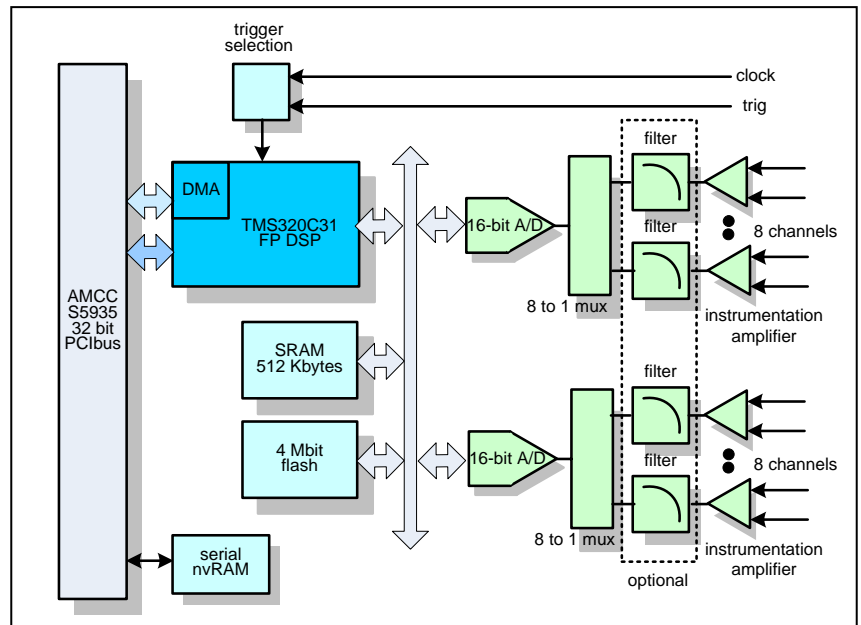 trigger
selection
clock
trig
filter
DMA
TMS320C31
FP DSP
16-bit A/D
filter
8 channels
8 to 1 mux
instrumentation
amplifier
AMCC
S5935
32 bit
PCIbus
SRAM
512 Kbytes
filter
4 Mbit
flash
16-bit A/D
filter
8 channels
8 to 1 mux
instrumentation
amplifier
serial
nvRAM
optional